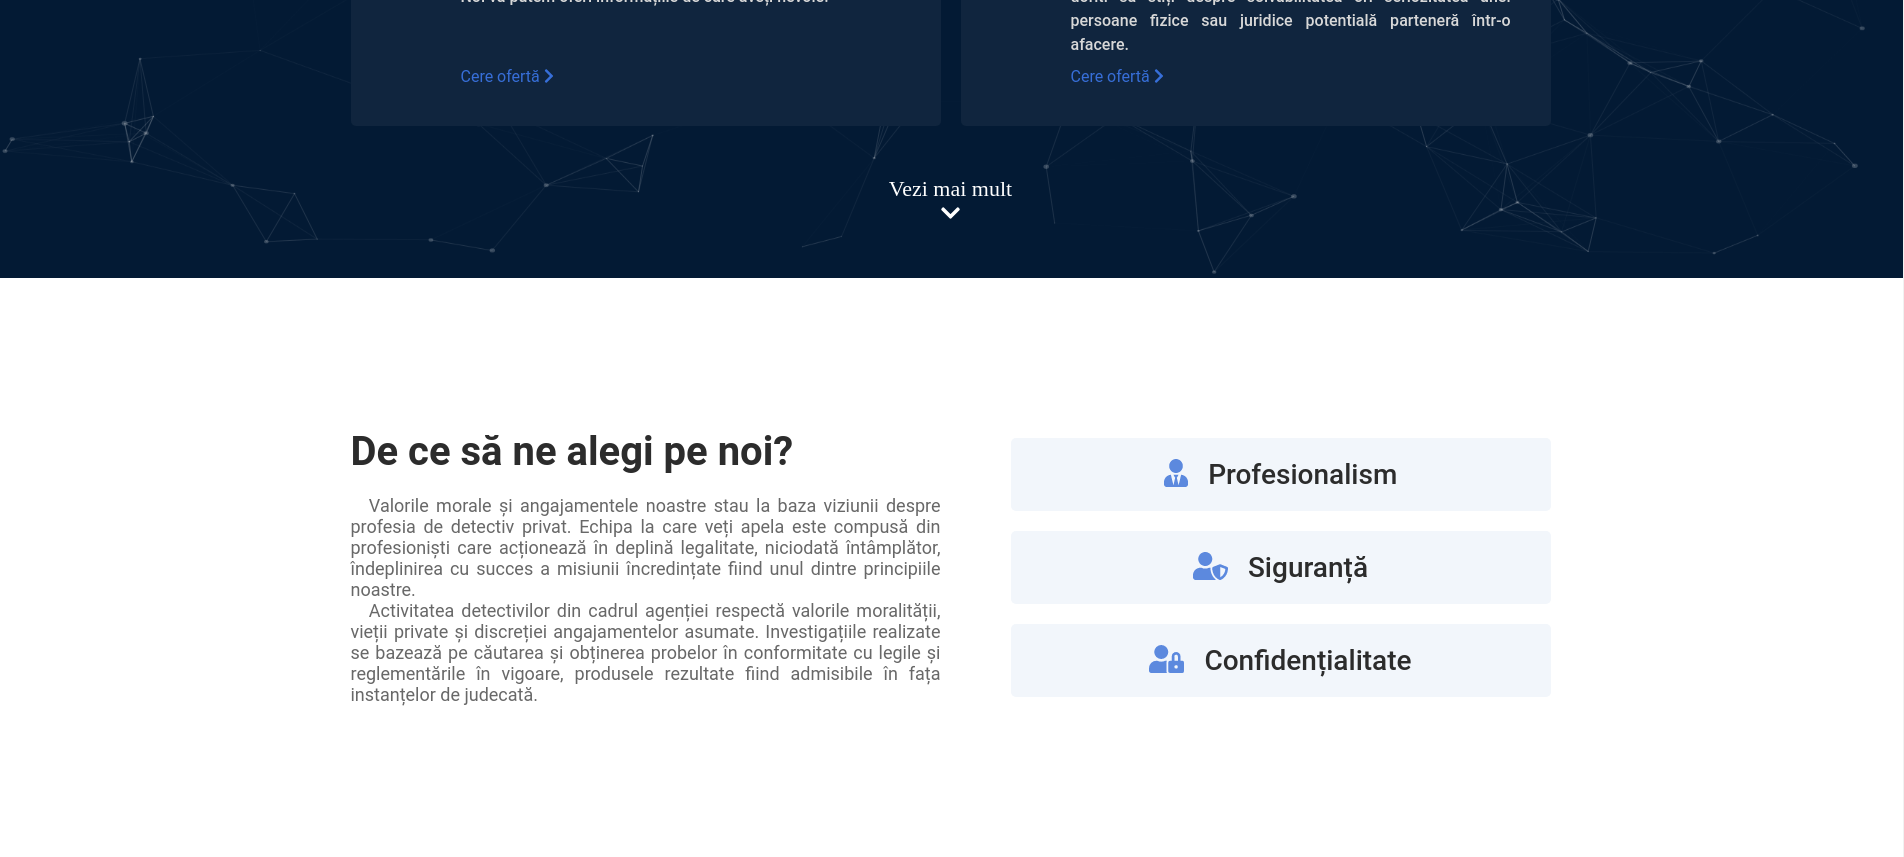 persoane fizice sau juridice potențială parteneră într-o
afacere.
Cere ofertă
Cere ofertă
Vezi mai mult
De ce să ne alegi pe noi?
Valorile morale și angajamentele noastre stau la baza viziunii despre
profesia de detectiv privat. Echipa la care veți apela este compusă din
profesioniști care acționează în deplină legalitate, niciodată întâmplător,
îndeplinirea cu succes a misiunii încredințate fiind unul dintre principiile
noastre.
Activitatea detectivilor din cadrul agenției respectă valorile moralității,
vieții private și discreției angajamentelor asumate. Investigațiile realizate
se bazează pe căutarea și obținerea probelor în conformitate cu legile și
reglementările în vigoare, produsele rezultate fiind admisibile în fața
instanțelor de judecată.
Profesionalism
Siguranță
Confidențialitate